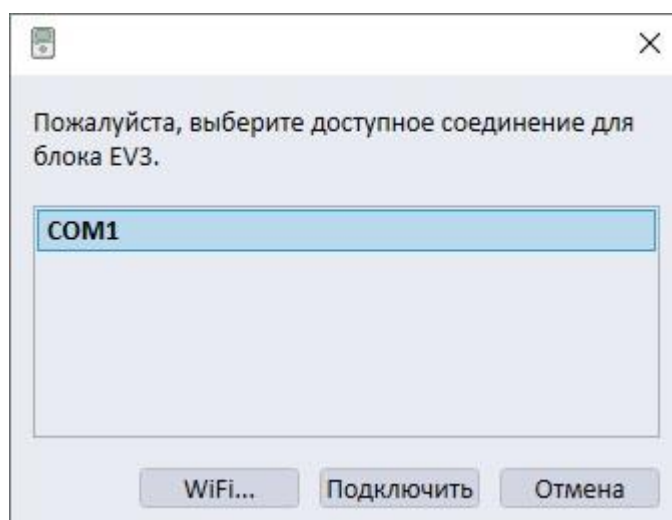 Пожалуйста, выберите доступное соединение для
блока EV3.
COM1
WiFi...
Подключить
Отмена